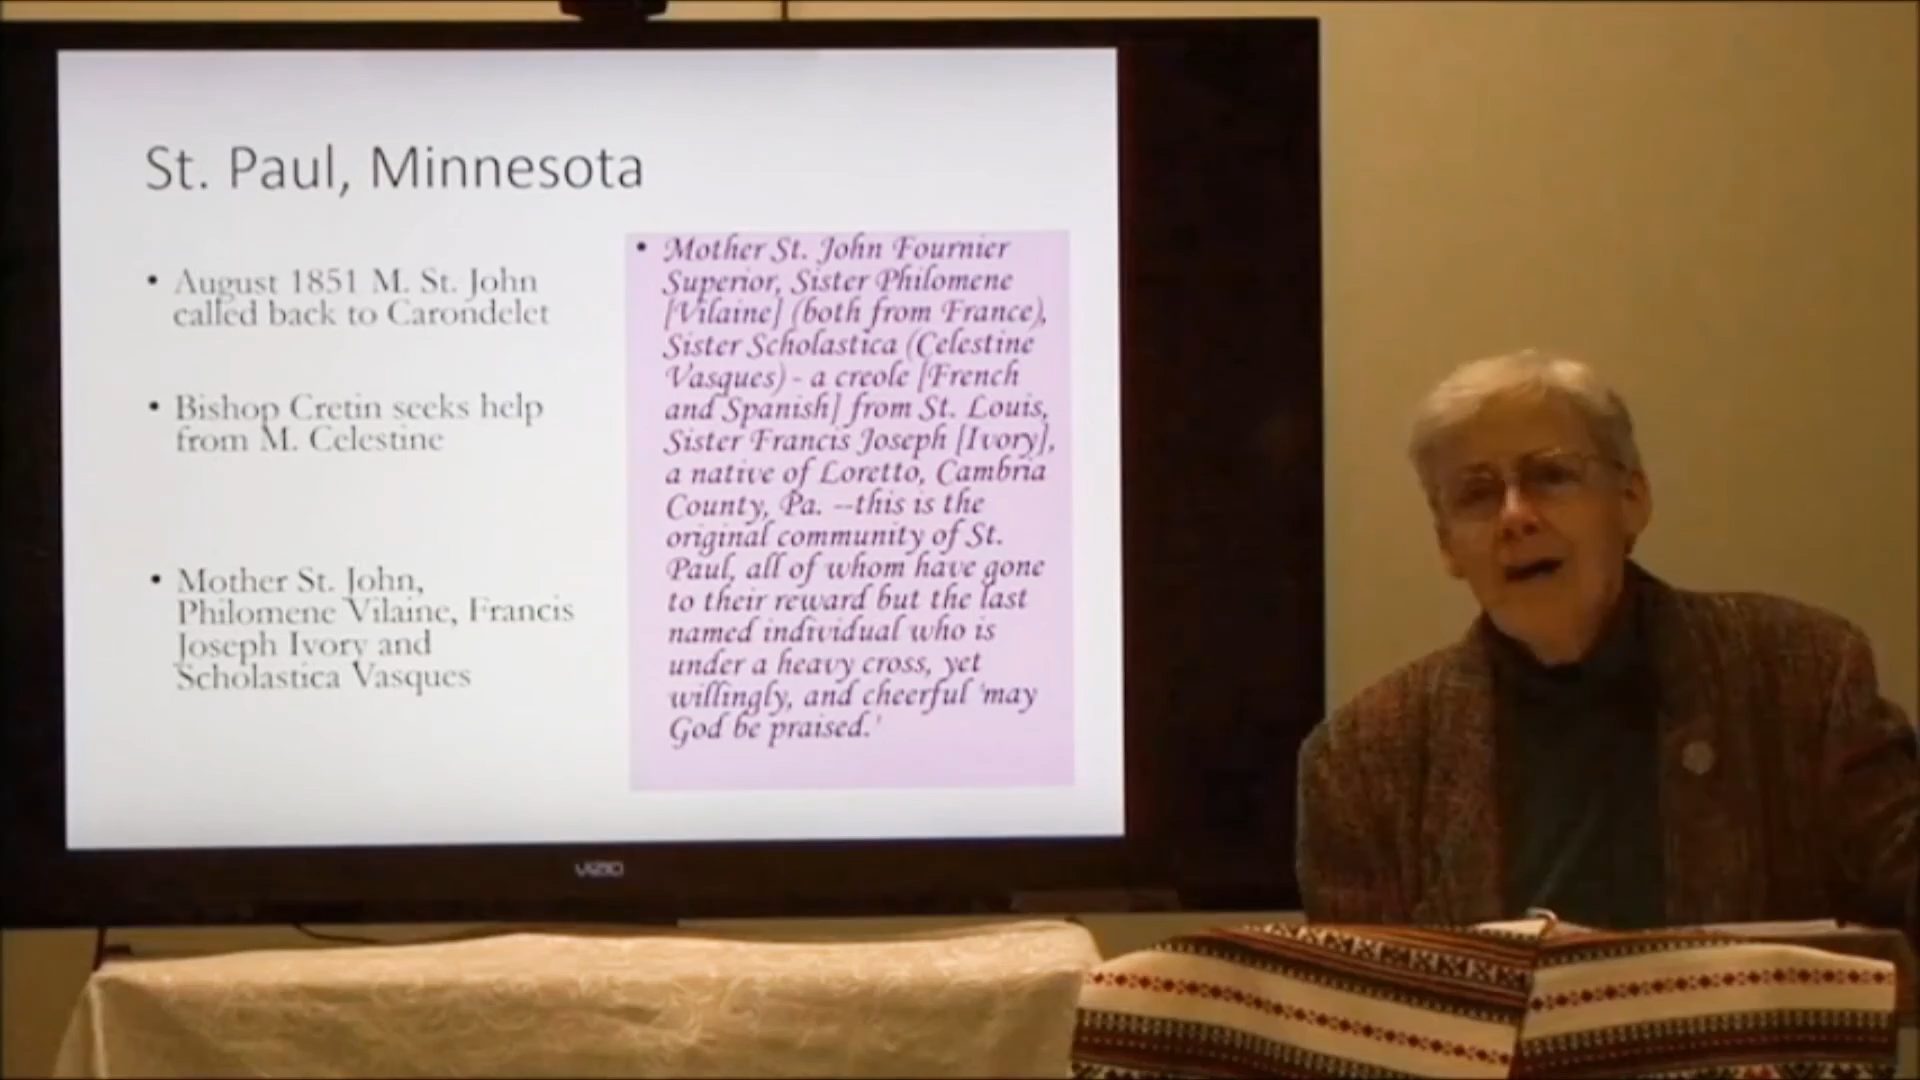 St. Paul, Minnesota
• August 1851 M. St. John
called back to Carondelet
• Bishop Cretin seeks help
from M. Celestine
• Mother St. John,
Philomene Vilaine, Francis
Joseph Ivory and
Scholastica Vasques
• Mother St. John Fournier
Superior, Sister Philomene
[Vilaine] (both from France),
Sister Scholastica (Celestine
Vasques) - a creole [French
and Spanish] from St. Louis,
Sister Francis Joseph [Ivory],
a native of Loretto, Cambria
County, Pa. --this is the
original community of St.
Paul, all of whom have gone
to their reward but the last
named individual who is
under a heavy cross, yet
willingly, and cheerful 'may
God be praised.'
VIZIO